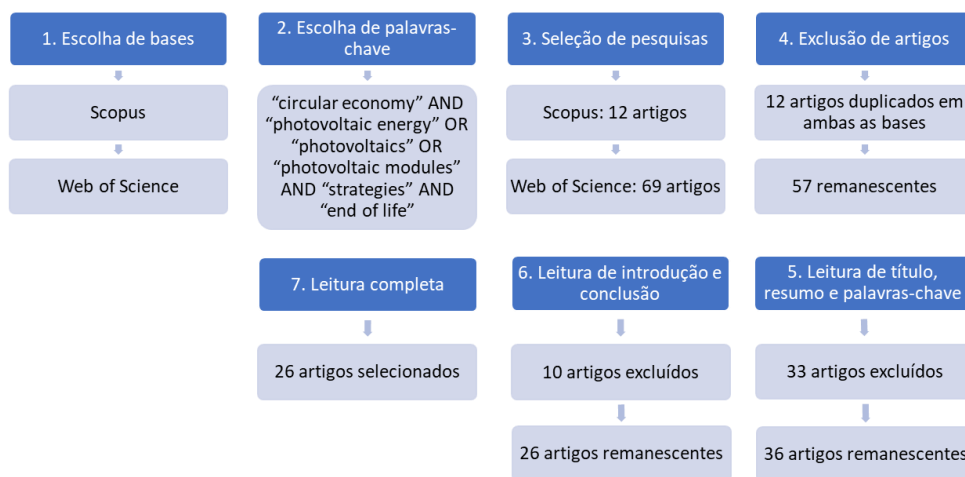 1. Escolha de bases
Scopus
Web of Science
2. Escolha de palavras-
chave
“circular economy” AND
“photovoltaic energy” OR
“photovoltaics” OR
“photovoltaic modules”
AND “strategies” AND
“end of life”
3. Seleção de pesquisas
Scopus: 12 artigos
Web of Science: 69 artigos
4. Exclusão de artigos
12 artigos duplicados em
ambas as bases
57 remanescentes
5. Leitura de título,
resumo e palavras-chave
33 artigos excluídos
36 artigos remanescentes
6. Leitura de introdução e
conclusão
10 artigos excluídos
26 artigos remanescentes
7. Leitura completa
26 artigos selecionados